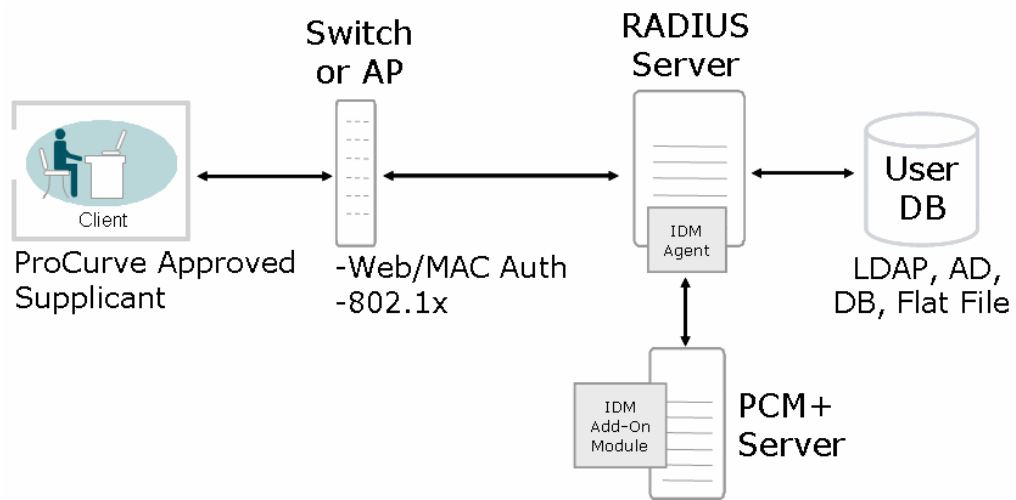 Switch
or AP
RADIUS
Server
Client
ProCurve Approved
Supplicant
-Web/MAC Auth
-802.1x
IDM
Agent
User
DB
LDAP, AD,
DB, Flat File
IDM
Add-On
Module
PCM+
Server